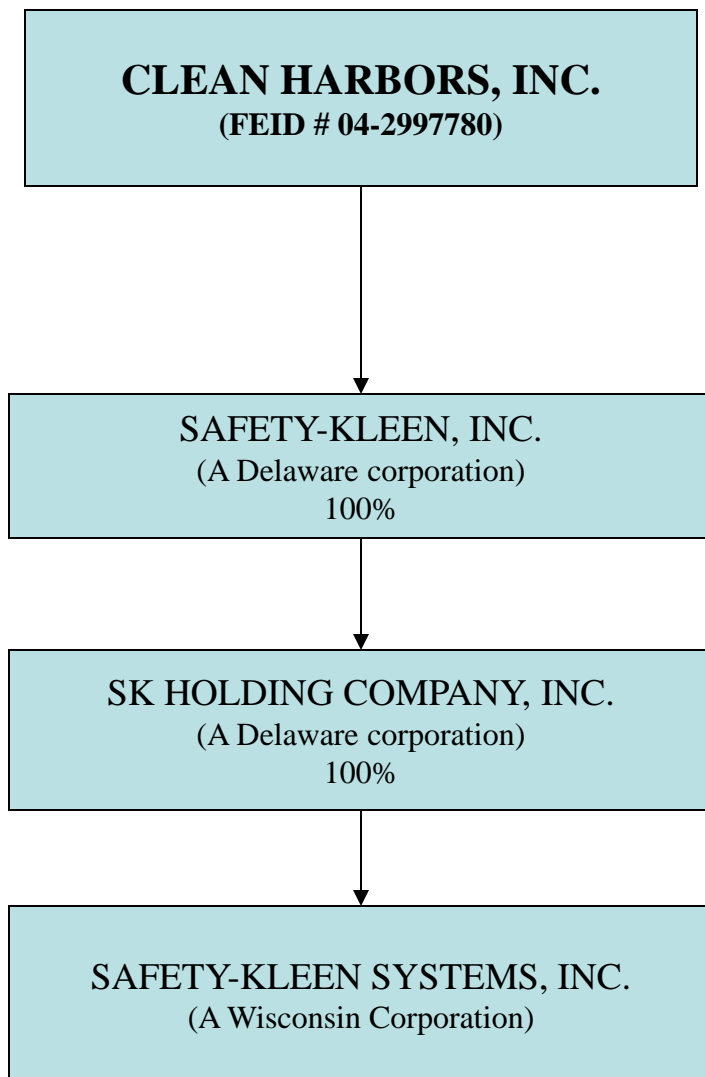 CLEAN HARBORS, INC.
(FEID # 04-2997780)
SAFETY-KLEEN, INC.
(A Delaware corporation)
100%
SK HOLDING COMPANY, INC.
(A Delaware corporation)
100%
SAFETY-KLEEN SYSTEMS, INC.
(A Wisconsin Corporation)